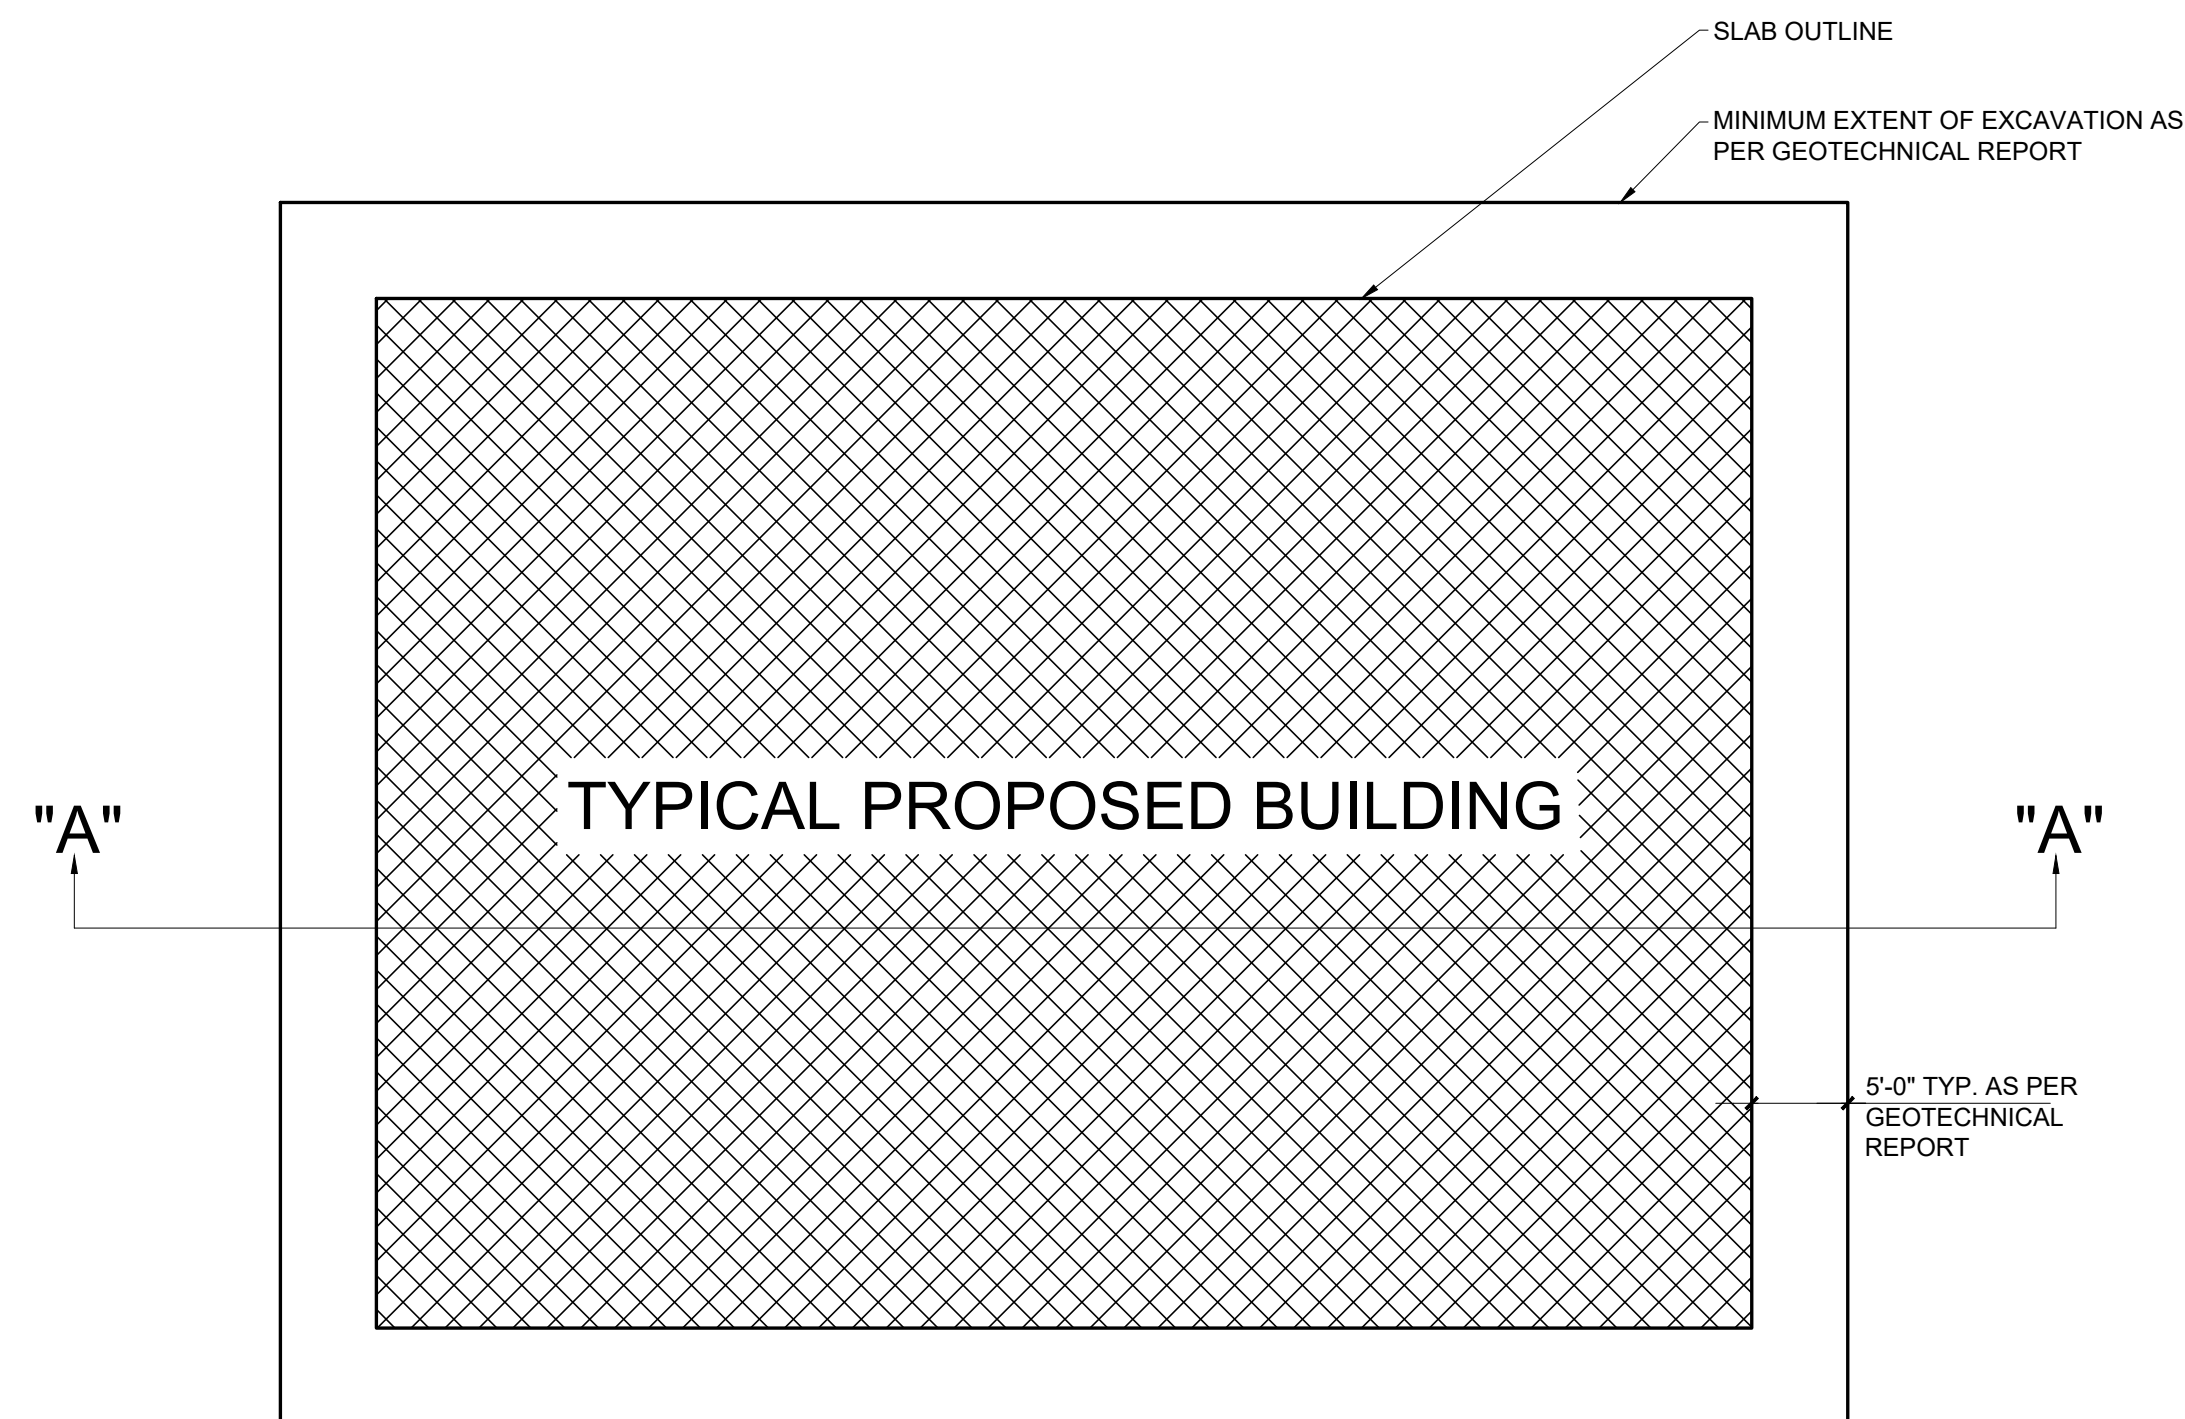 SLAB OUTLINE
MINIMUM EXTENT OF EXCAVATION AS
PER GEOTECHNICAL REPORT
TYPICAL PROPOSED BUILDING
"A"
"A"
5'-0" TYP. AS PER
GEOTECHNICAL
REPORT